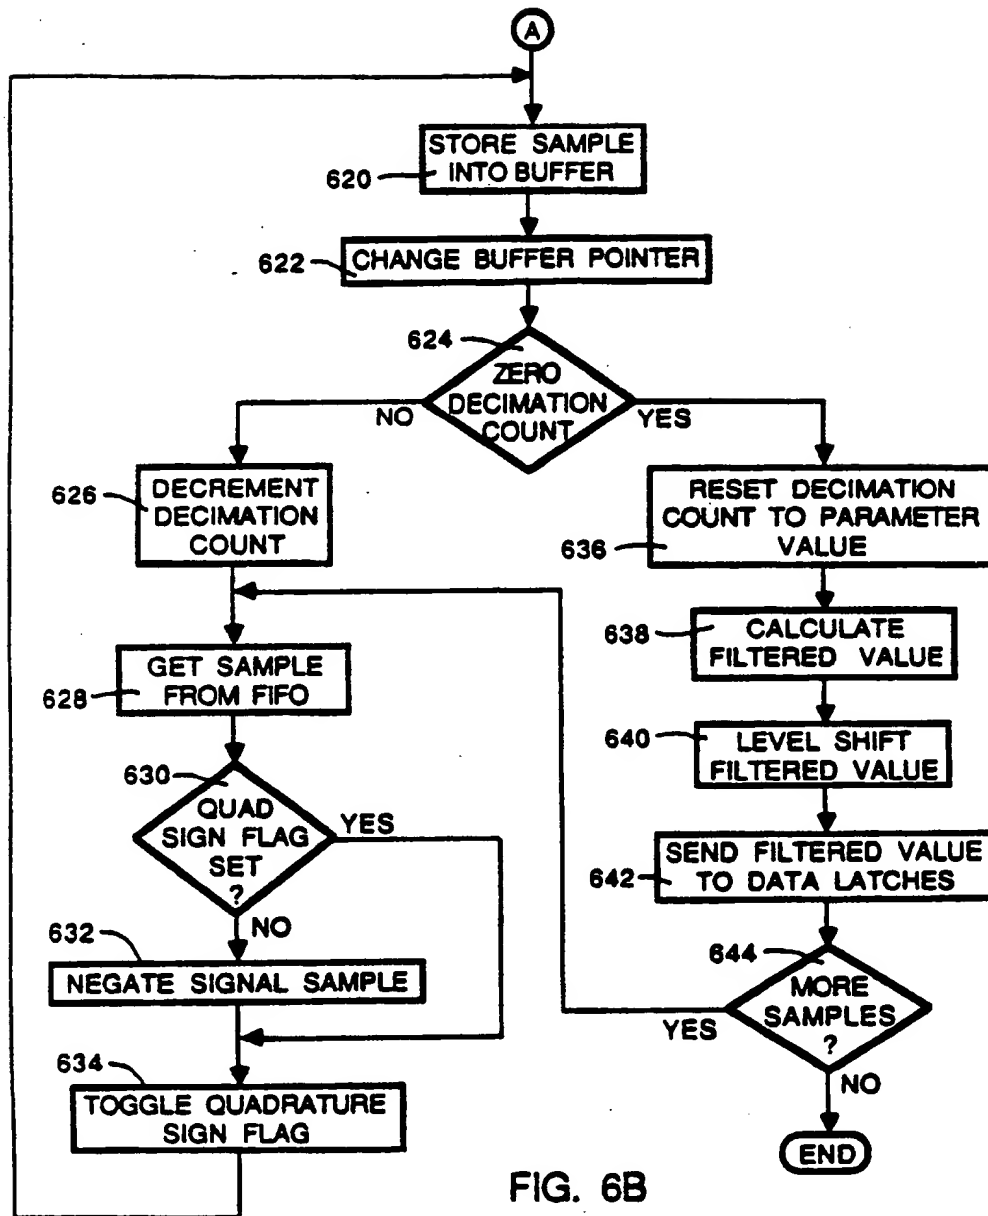 A
STORE SAMPLE
INTO BUFFER
620
CHANGE BUFFER POINTER
622
624
ZERO
DECIMATION
COUNT
NO
YES
626
DECREMENT
DECIMATION
COUNT
RESET DECIMATION
COUNT TO PARAMETER
VALUE
636
628
GET SAMPLE
FROM FIFO
638
CALCULATE
FILTERED VALUE
630
QUAD
SIGN FLAG
SET
?
YES
NO
640
LEVEL SHIFT
FILTERED VALUE
632
NEGATE SIGNAL SAMPLE
642
SEND FILTERED VALUE
TO DATA LATCHES
634
TOGGLE QUADRATURE
SIGN FLAG
644
MORE
SAMPLES
?
YES
NO
END
FIG. 6B